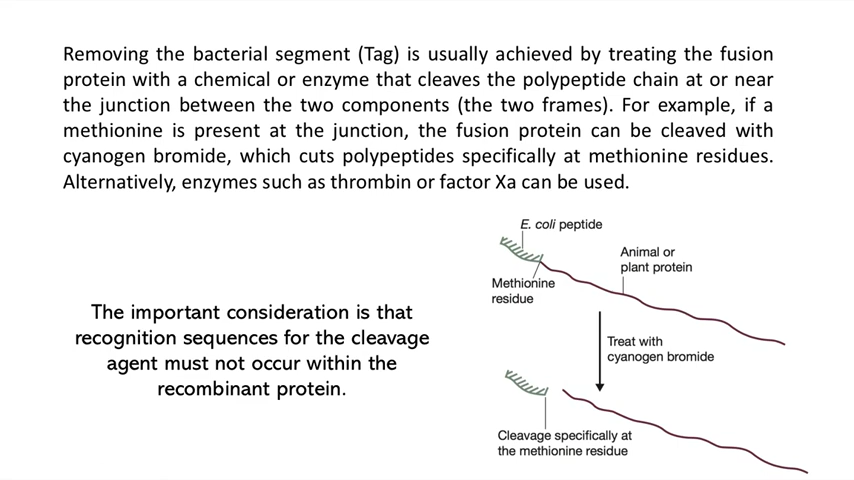 Removing the bacterial segment (Tag) is usually achieved by treating the fusion
protein with a chemical or enzyme that cleaves the polypeptide chain at or near
the junction between the two components (the two frames). For example, if a
methionine is present at the junction, the fusion protein can be cleaved with
cyanogen bromide, which cuts polypeptides specifically at methionine residues.
Alternatively, enzymes such as thrombin or factor Xa can be used.
The important consideration is that
recognition sequences for the cleavage
agent must not occur within the
recombinant protein.
E. coli peptide
Animal or
plant protein
Methionine
residue
Treat with
cyanogen bromide
Cleavage specifically at
the methionine residue